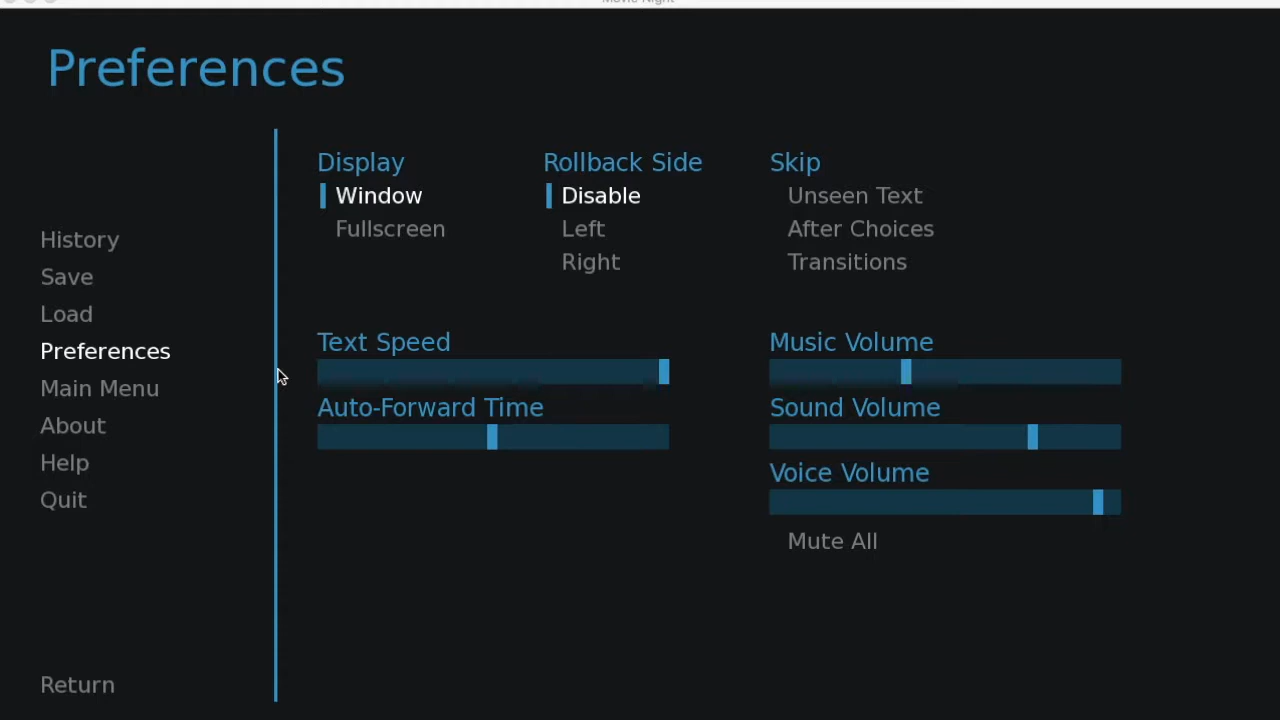 Movie Night
Preferences
History
Save
Load
Preferences
Main Menu
About
Help
Quit
Return
Display
Window
Fullscreen
Rollback Side
Disable
Left
Right
Skip
Unseen Text
After Choices
Transitions
Text Speed
Auto-Forward Time
Music Volume
Sound Volume
Voice Volume
Mute All